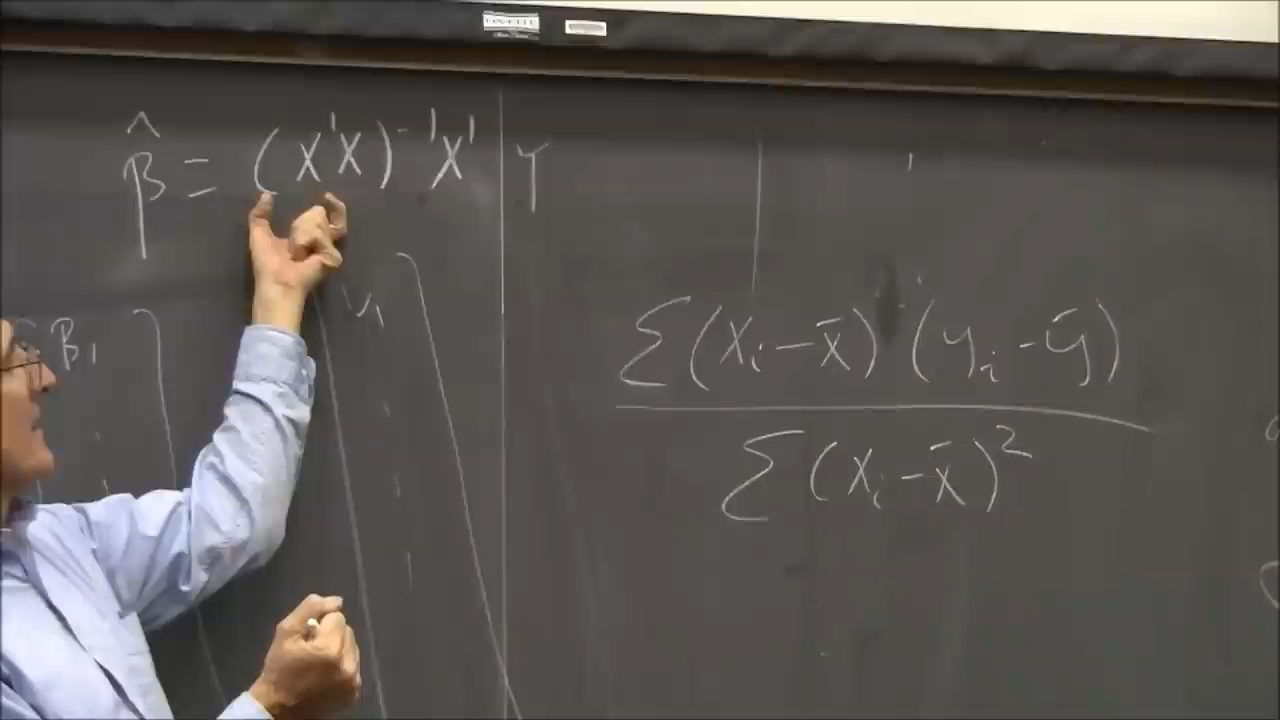 β̂ = (X'X)⁻¹X' Y
B₁
Σ(xᵢ - x̄) (yᵢ - ȳ)
Σ(xᵢ - x̄)²